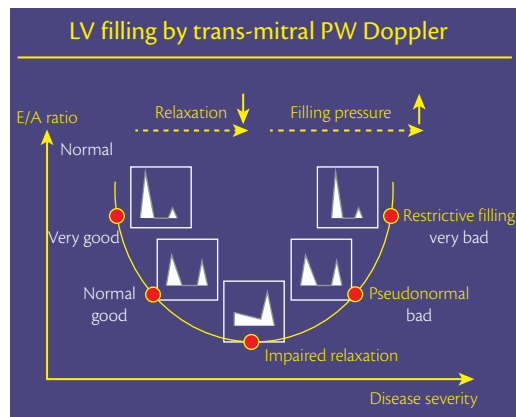 LV filling by trans-mitral PW Doppler
Relaxation
Filling pressure
E/A ratio
Normal
Very good
Restrictive filling
very bad
Normal
good
Pseudonormal
bad
Impaired relaxation
Disease severity